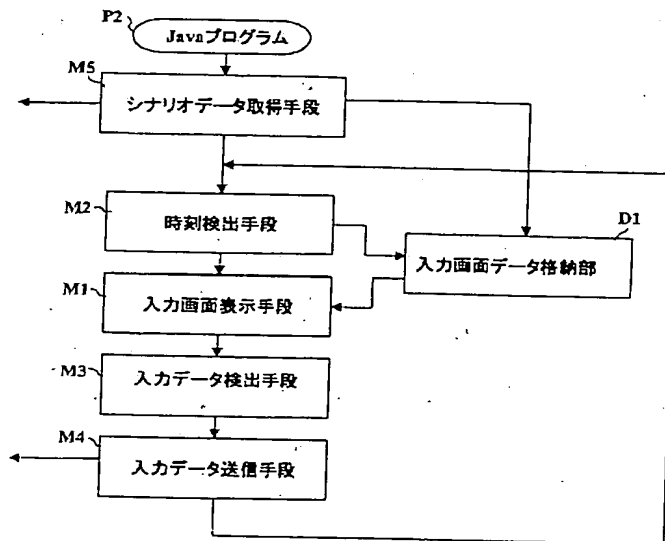 P2
Javaプログラム
M5
シナリオデータ取得手段
M2
時刻検出手段
D1
入力画面データ格納部
M1
入力画面表示手段
M3
入力データ検出手段
M4
入力データ送信手段